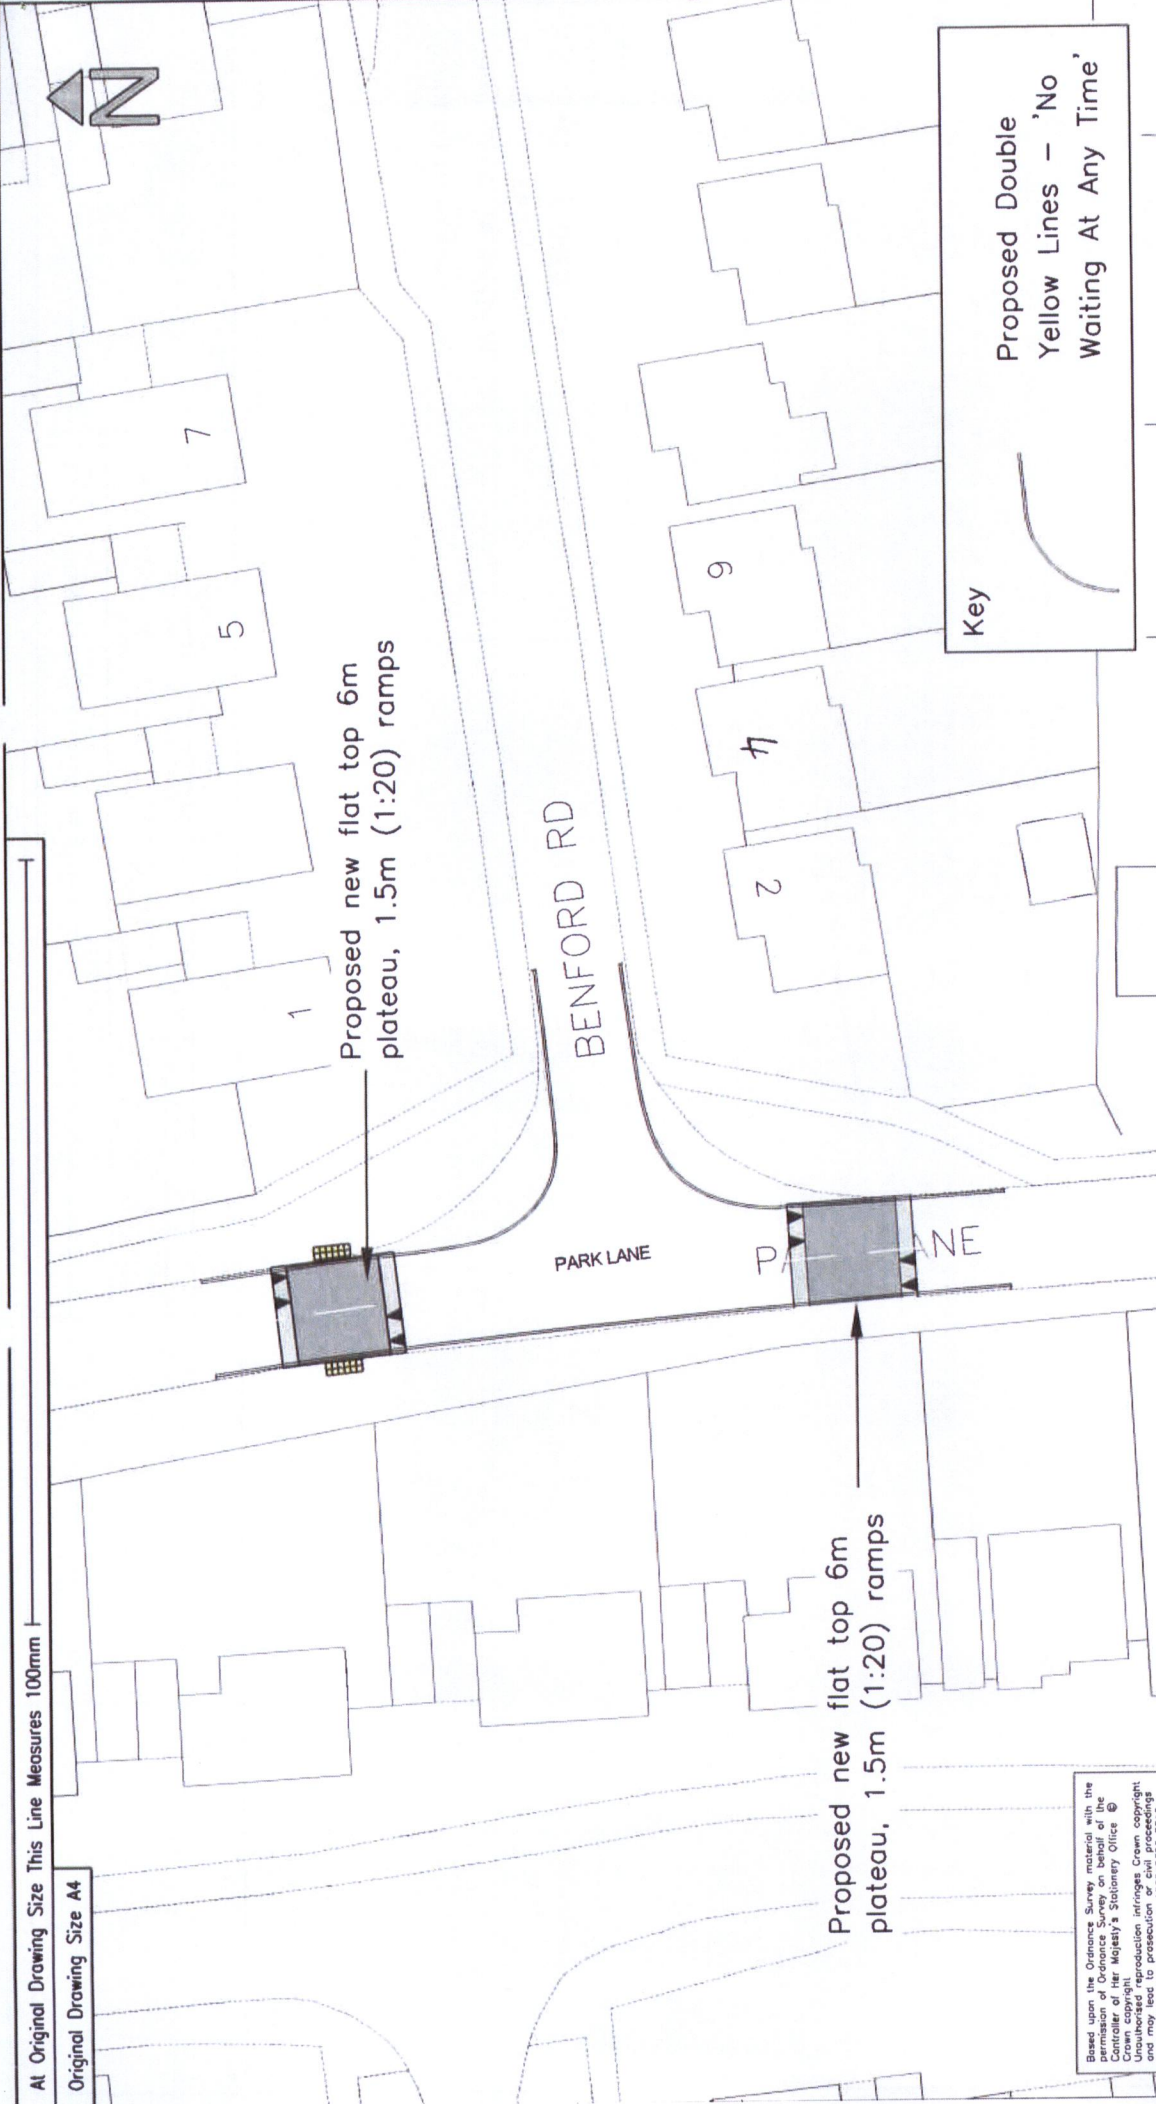 At Original Drawing Size This Line Measures 100mm
Original Drawing Size A4
N
7
5
1
Proposed new flat top 6m
plateau, 1.5m (1:20) ramps
BENFORD RD
9
4
2
PARK LANE
P
ANE
Proposed new flat top 6m
plateau, 1.5m (1:20) ramps
Key
Proposed Double
Yellow Lines – 'No
Waiting At Any Time'
Based upon the Ordnance Survey material with the
permission of Ordnance Survey on behalf of the
Controller of Her Majesty's Stationery Office ©
Crown copyright
Unauthorised reproduction infringes Crown copyright
and may lead to prosecution or civil proceedings